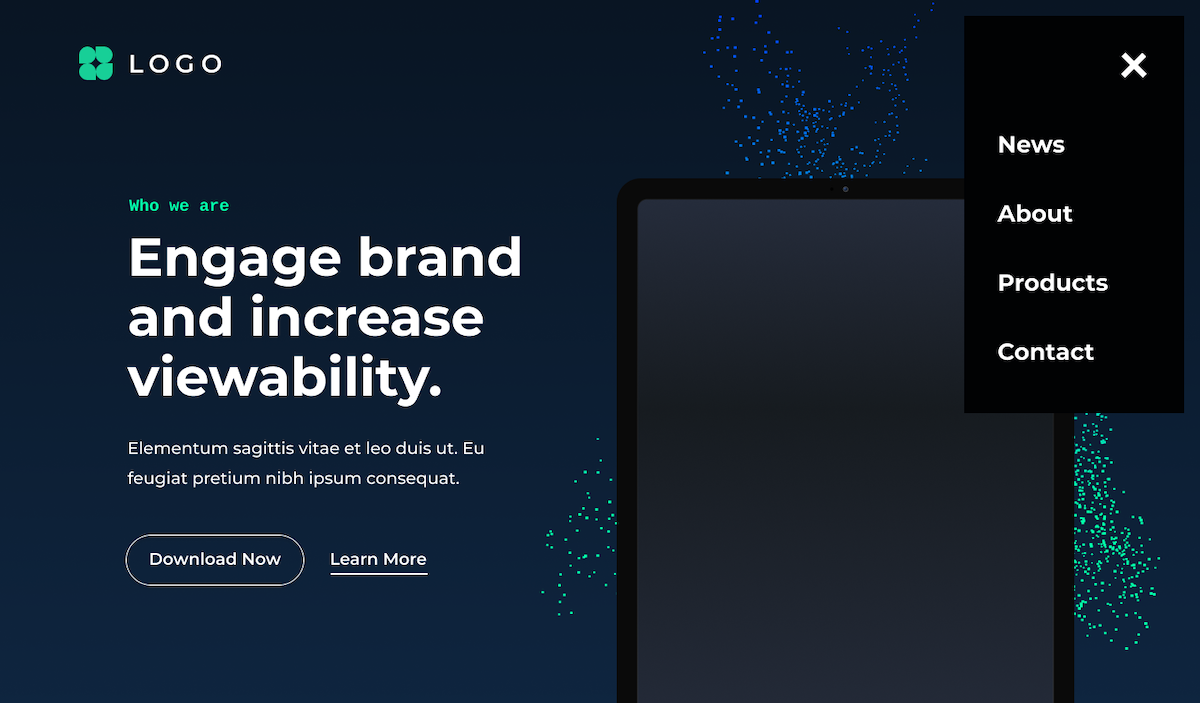 LOGO
News
About
Products
Contact
Who we are
Engage brand
and increase
viewability.
Elementum sagittis vitae et leo duis ut. Eu
feugiat pretium nibh ipsum consequat.
Download Now
Learn More